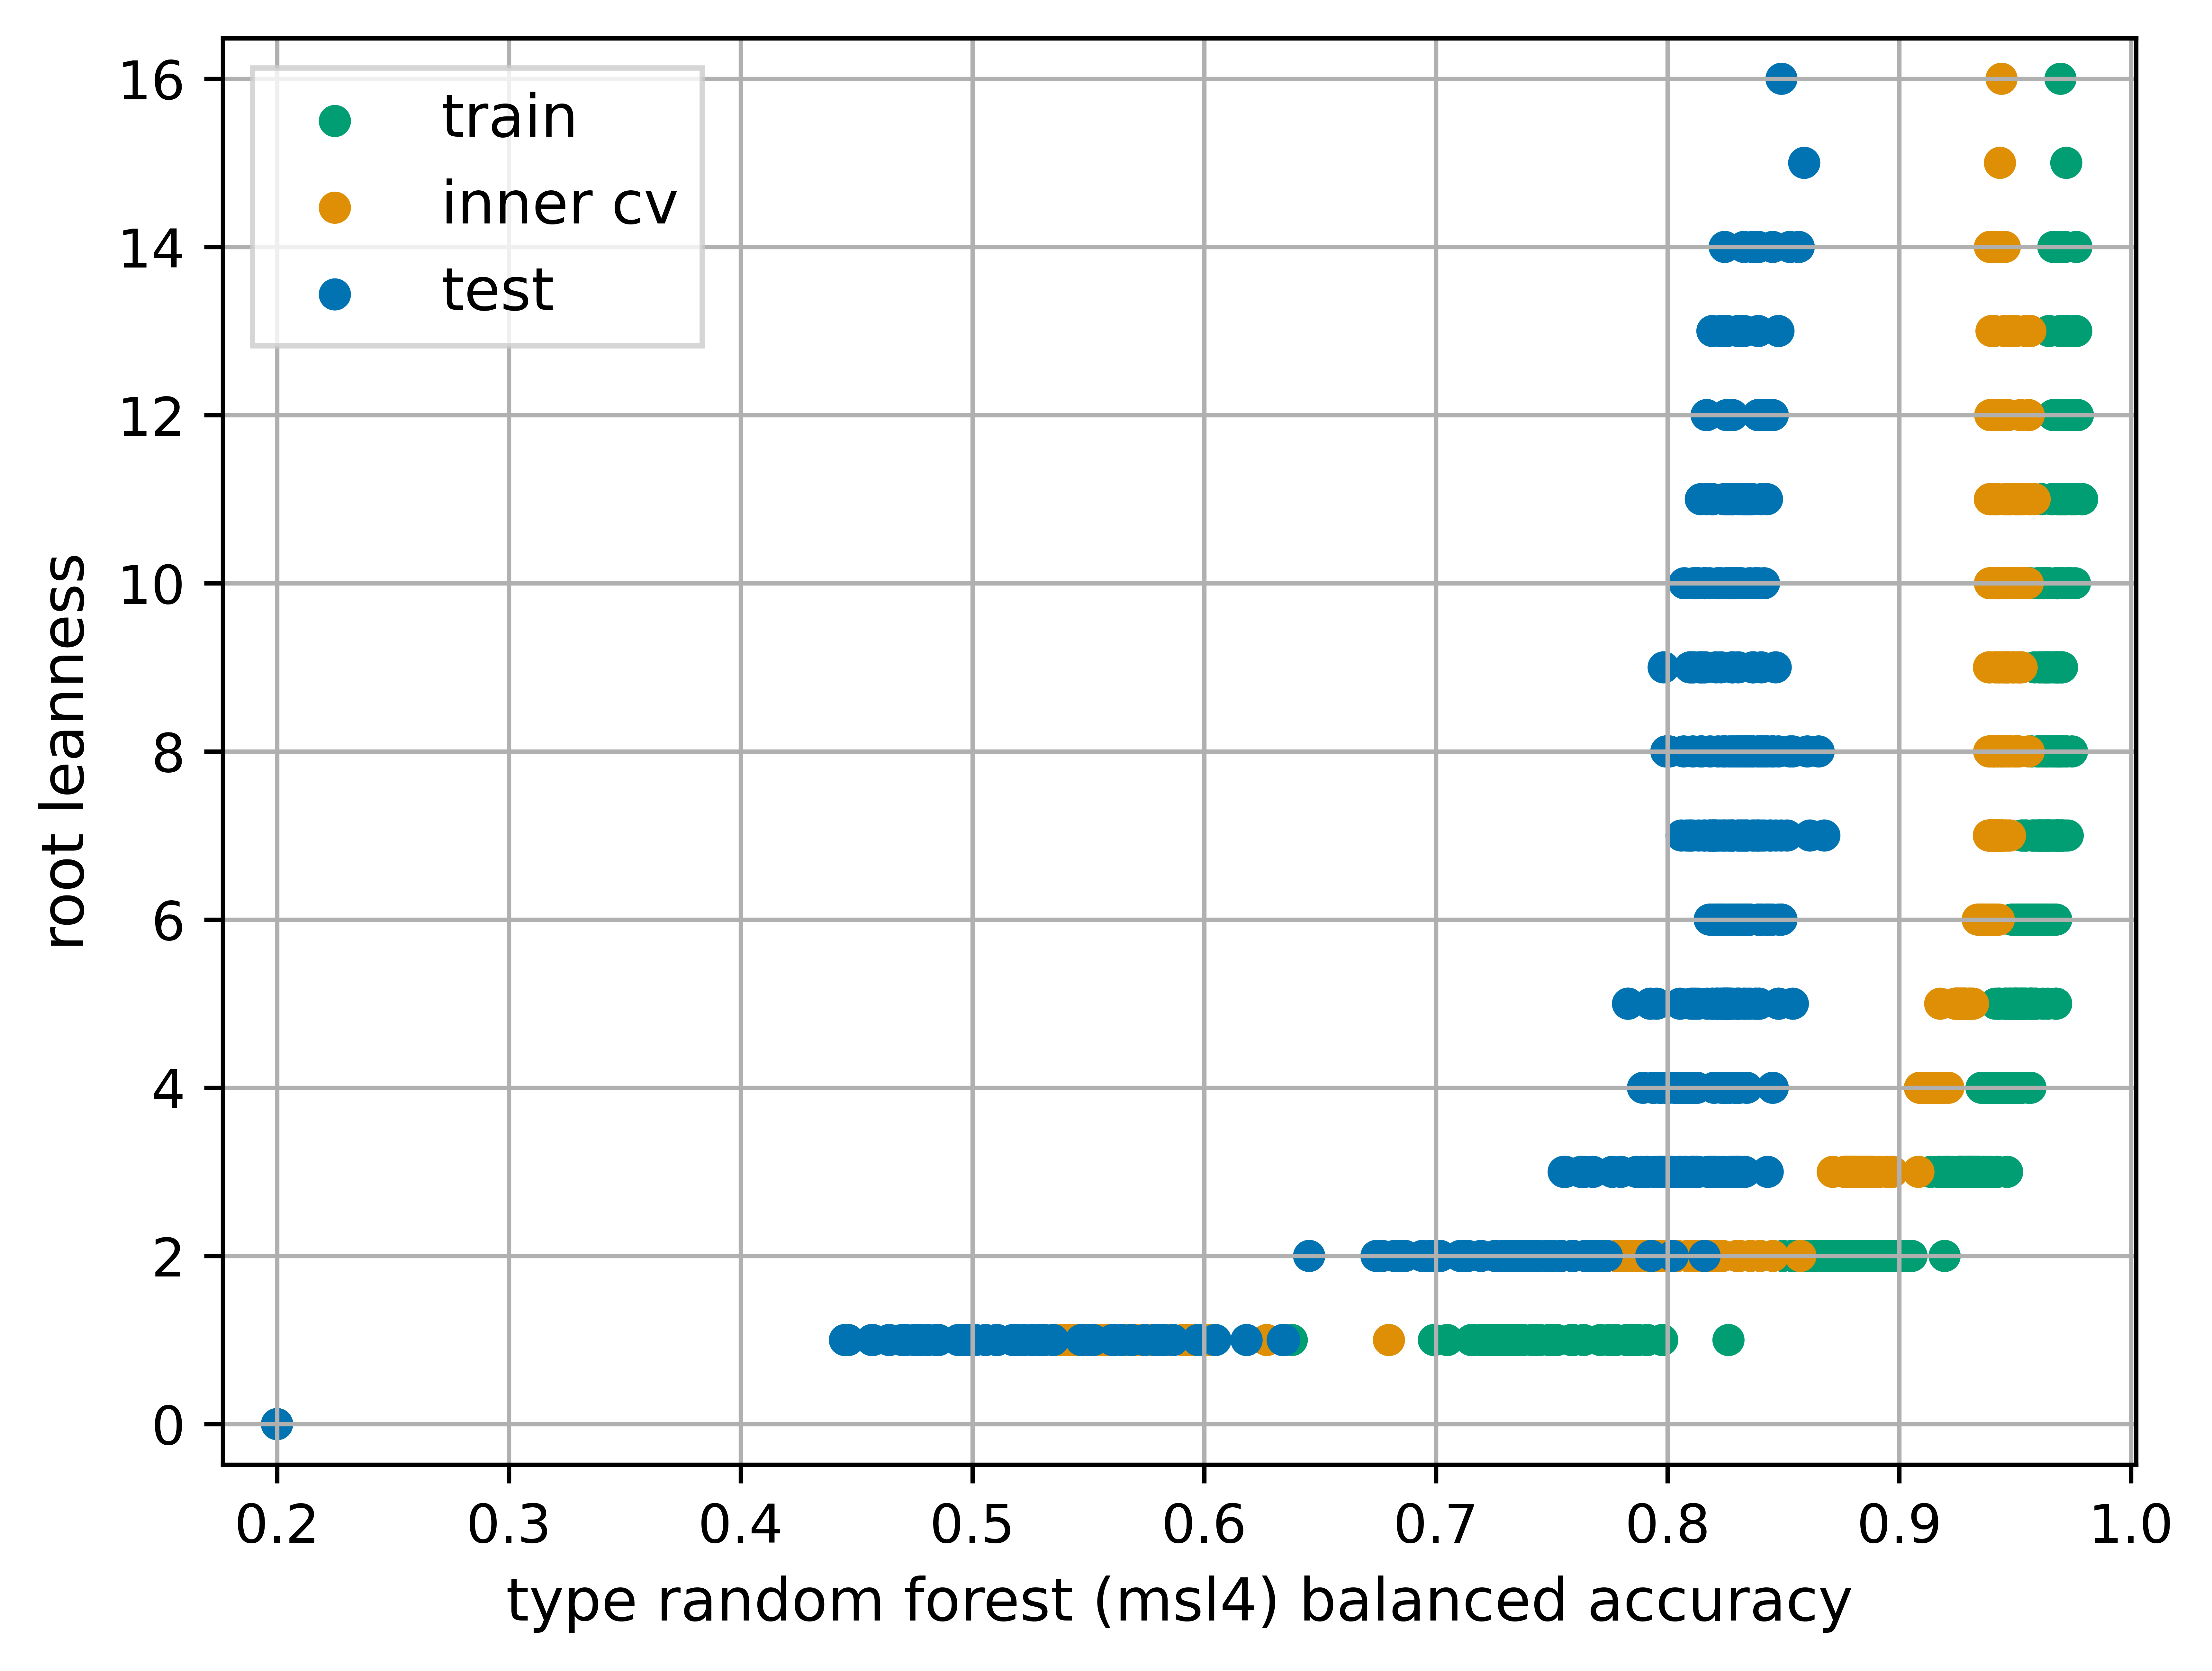 16
14
12
10
8
6
4
2
0
root leanness
train
inner cv
test
0.2 0.3 0.4 0.5 0.6 0.7 0.8 0.9 1.0
type random forest (msl4) balanced accuracy